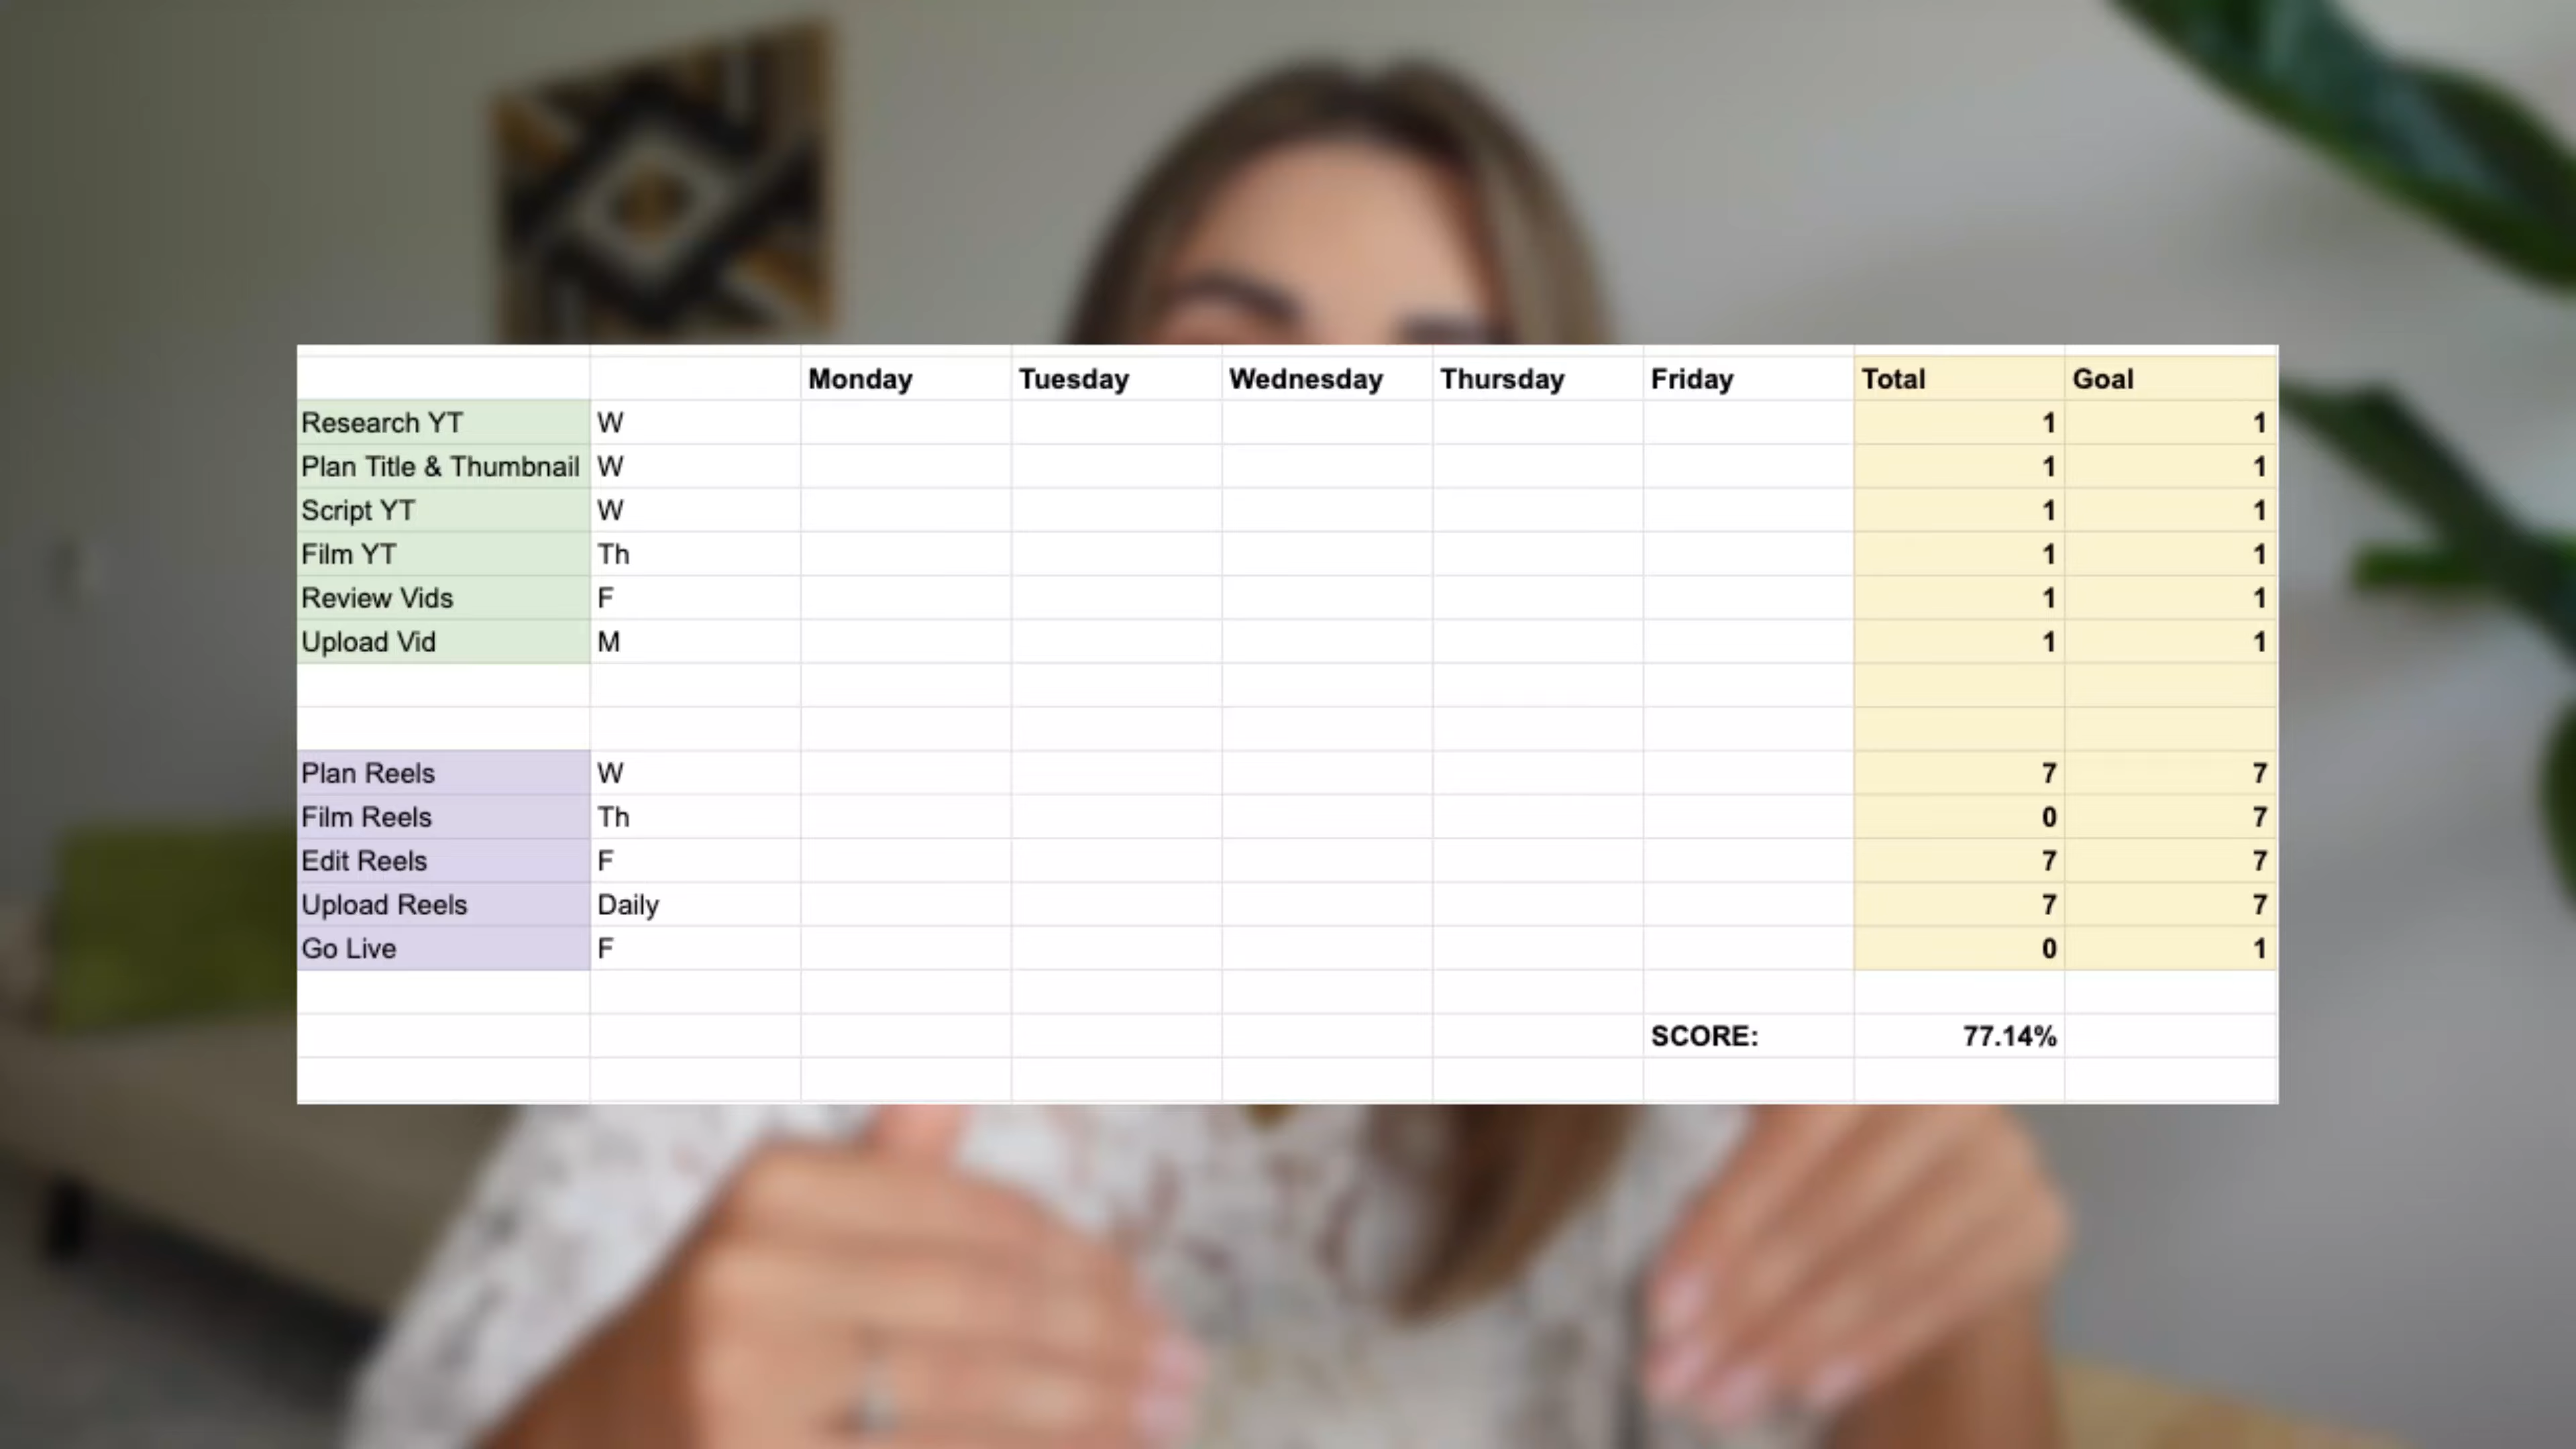 Monday Tuesday Wednesday Thursday Friday Total Goal
Research YT W 1 1
Plan Title & Thumbnail W 1 1
Script YT W 1 1
Film YT Th 1 1
Review Vids F 1 1
Upload Vid M 1 1
Plan Reels W 7 7
Film Reels Th 0 7
Edit Reels F 7 7
Upload Reels Daily 7 7
Go Live F 0 1
SCORE: 77.14%